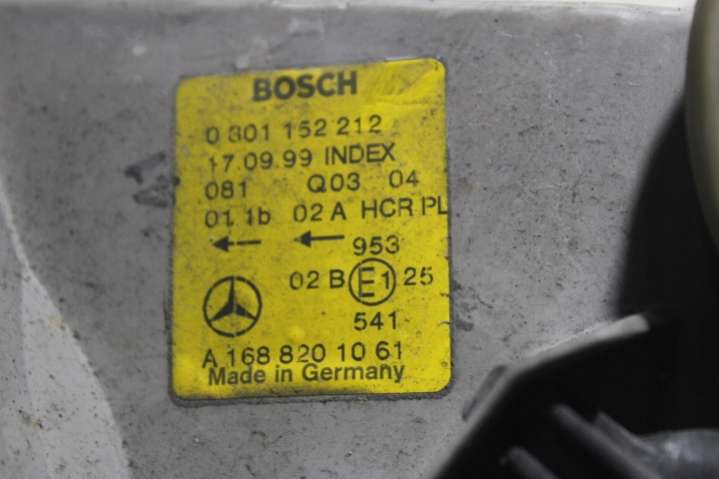 BOSCH
0 301 152 212
17.09.99 INDEX
081 Q03 04
01 1b 02 A HCR PL
953
02 B E1 25
541
A 168 820 10 61
Made in Germany